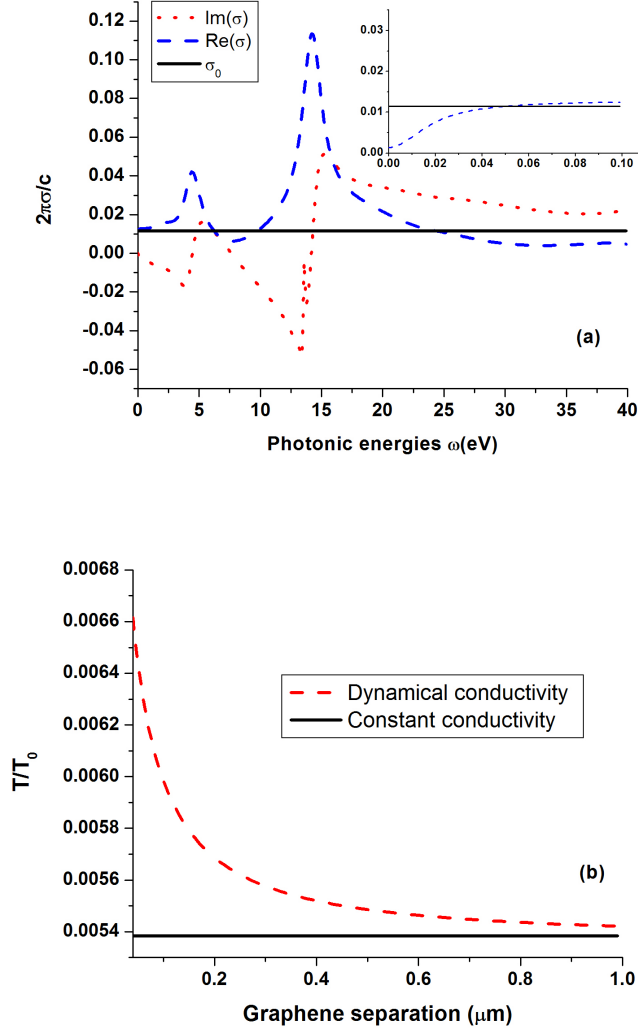 0.12
0.10
0.08
0.06
0.04
0.02
0.00
-0.02
-0.04
-0.06
2πσ/c
Im(σ)
Re(σ)
σ0
0.03
0.02
0.01
0.00
0.00 0.02 0.04 0.06 0.08 0.10
(a)
0 5 10 15 20 25 30 35 40
Photonic energies ω(eV)
0.0068
0.0066
0.0064
0.0062
0.0060
0.0058
0.0056
0.0054
T/T0
Dynamical conductivity
Constant conductivity
(b)
0.2 0.4 0.6 0.8 1.0
Graphene separation (μm)